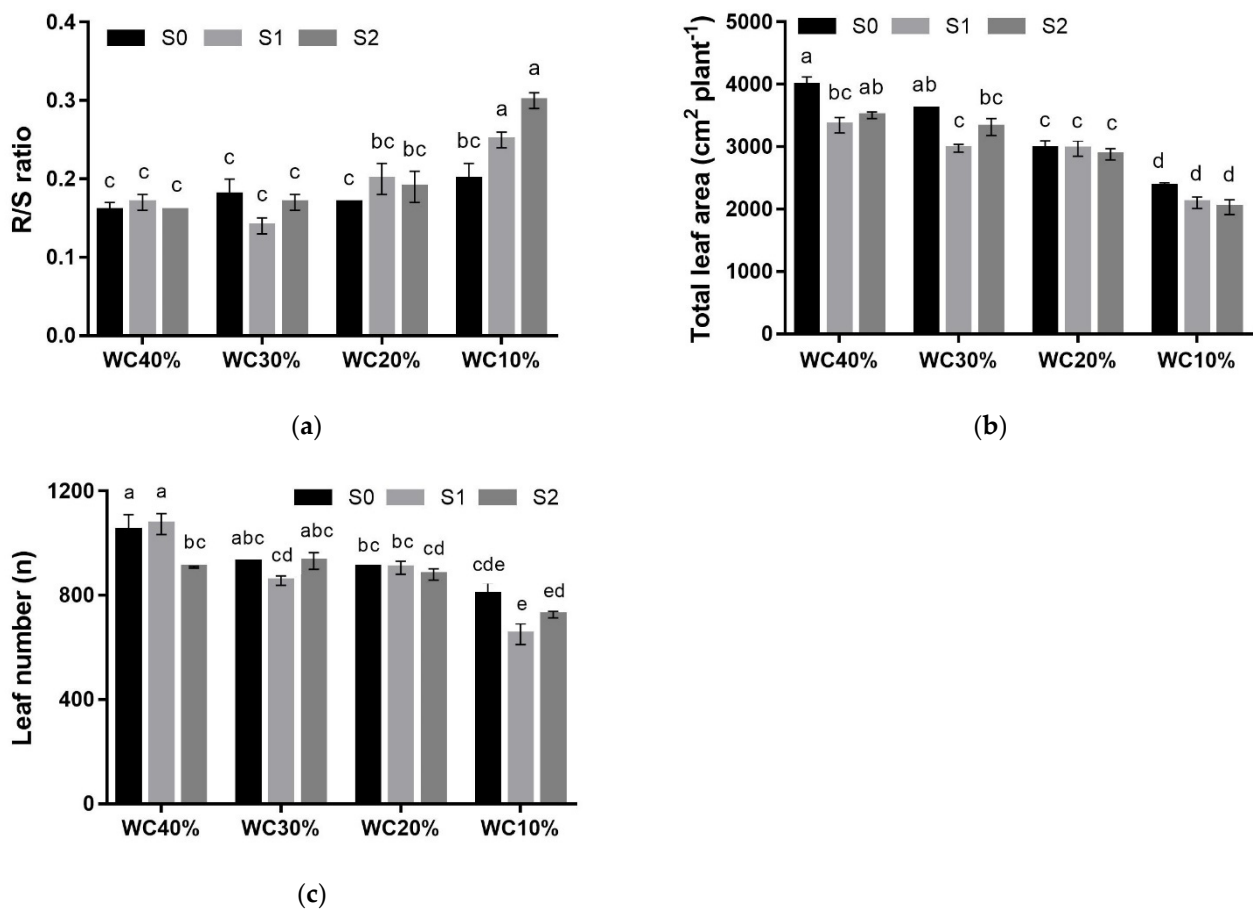 0.4
S0 S1 S2
a
a
0.3
bc bc bc
c c c c c c c
0.2
0.1
0.0
R/S ratio
WC40% WC30% WC20% WC10%
(a)
5000
S0 S1 S2
a
4000
bc ab ab c bc c c c
3000
d d d
2000
1000
0
Total leaf area (cm² plant⁻¹)
WC40% WC30% WC20% WC10%
(b)
1200
S0 S1 S2
a a bc abc cd abc bc bc cd cde e ed
800
400
0
Leaf number (n)
WC40% WC30% WC20% WC10%
(c)